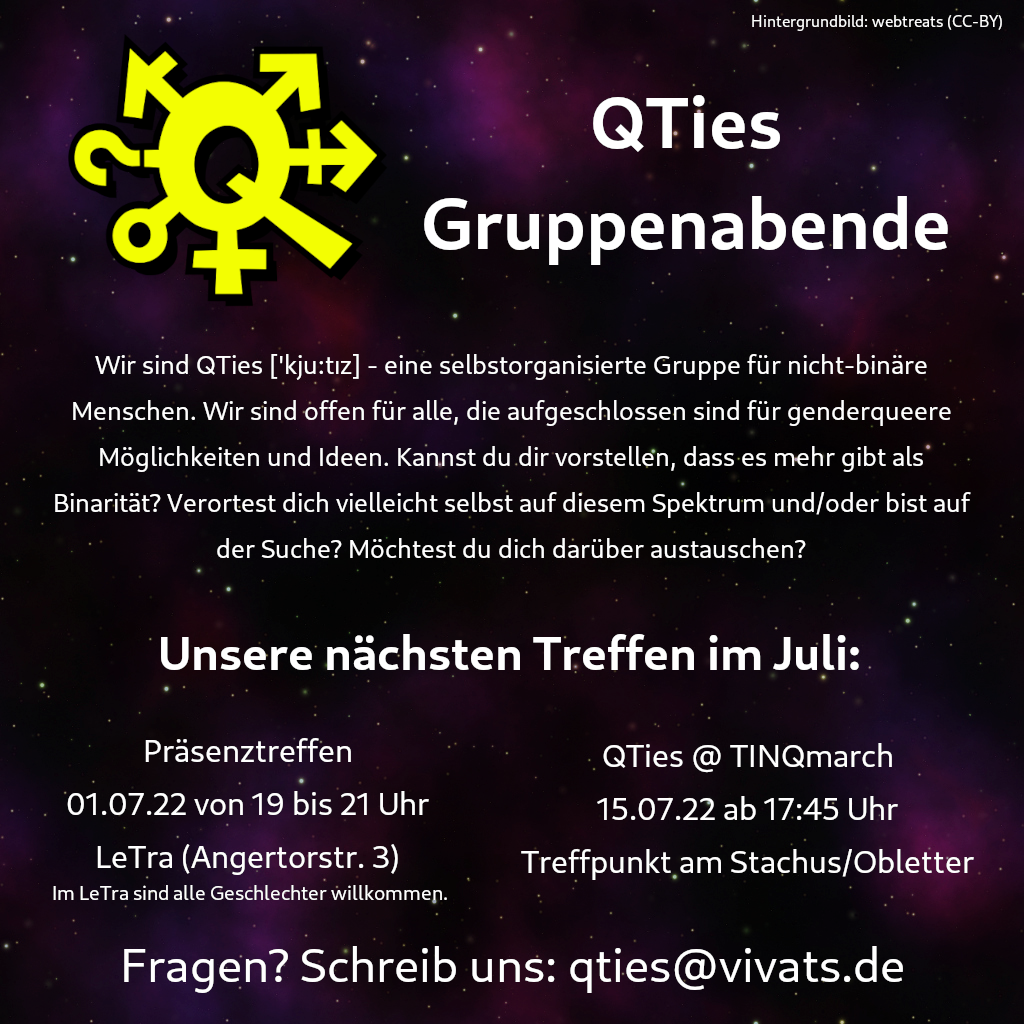 Hintergrundbild: webtreats (CC-BY)
QTies
Gruppenabende
Wir sind QTies ['kju:tɪz] - eine selbstorganisierte Gruppe für nicht-binäre
Menschen. Wir sind offen für alle, die aufgeschlossen sind für genderqueere
Möglichkeiten und Ideen. Kannst du dir vorstellen, dass es mehr gibt als
Binarität? Verortest dich vielleicht selbst auf diesem Spektrum und/oder bist auf
der Suche? Möchtest du dich darüber austauschen?
Unsere nächsten Treffen im Juli:
Präsenztreffen
01.07.22 von 19 bis 21 Uhr
LeTra (Angertorstr. 3)
Im LeTra sind alle Geschlechter willkommen.
QTies @ TINQmarch
15.07.22 ab 17:45 Uhr
Treffpunkt am Stachus/Obletter
Fragen? Schreib uns: qties@vivats.de